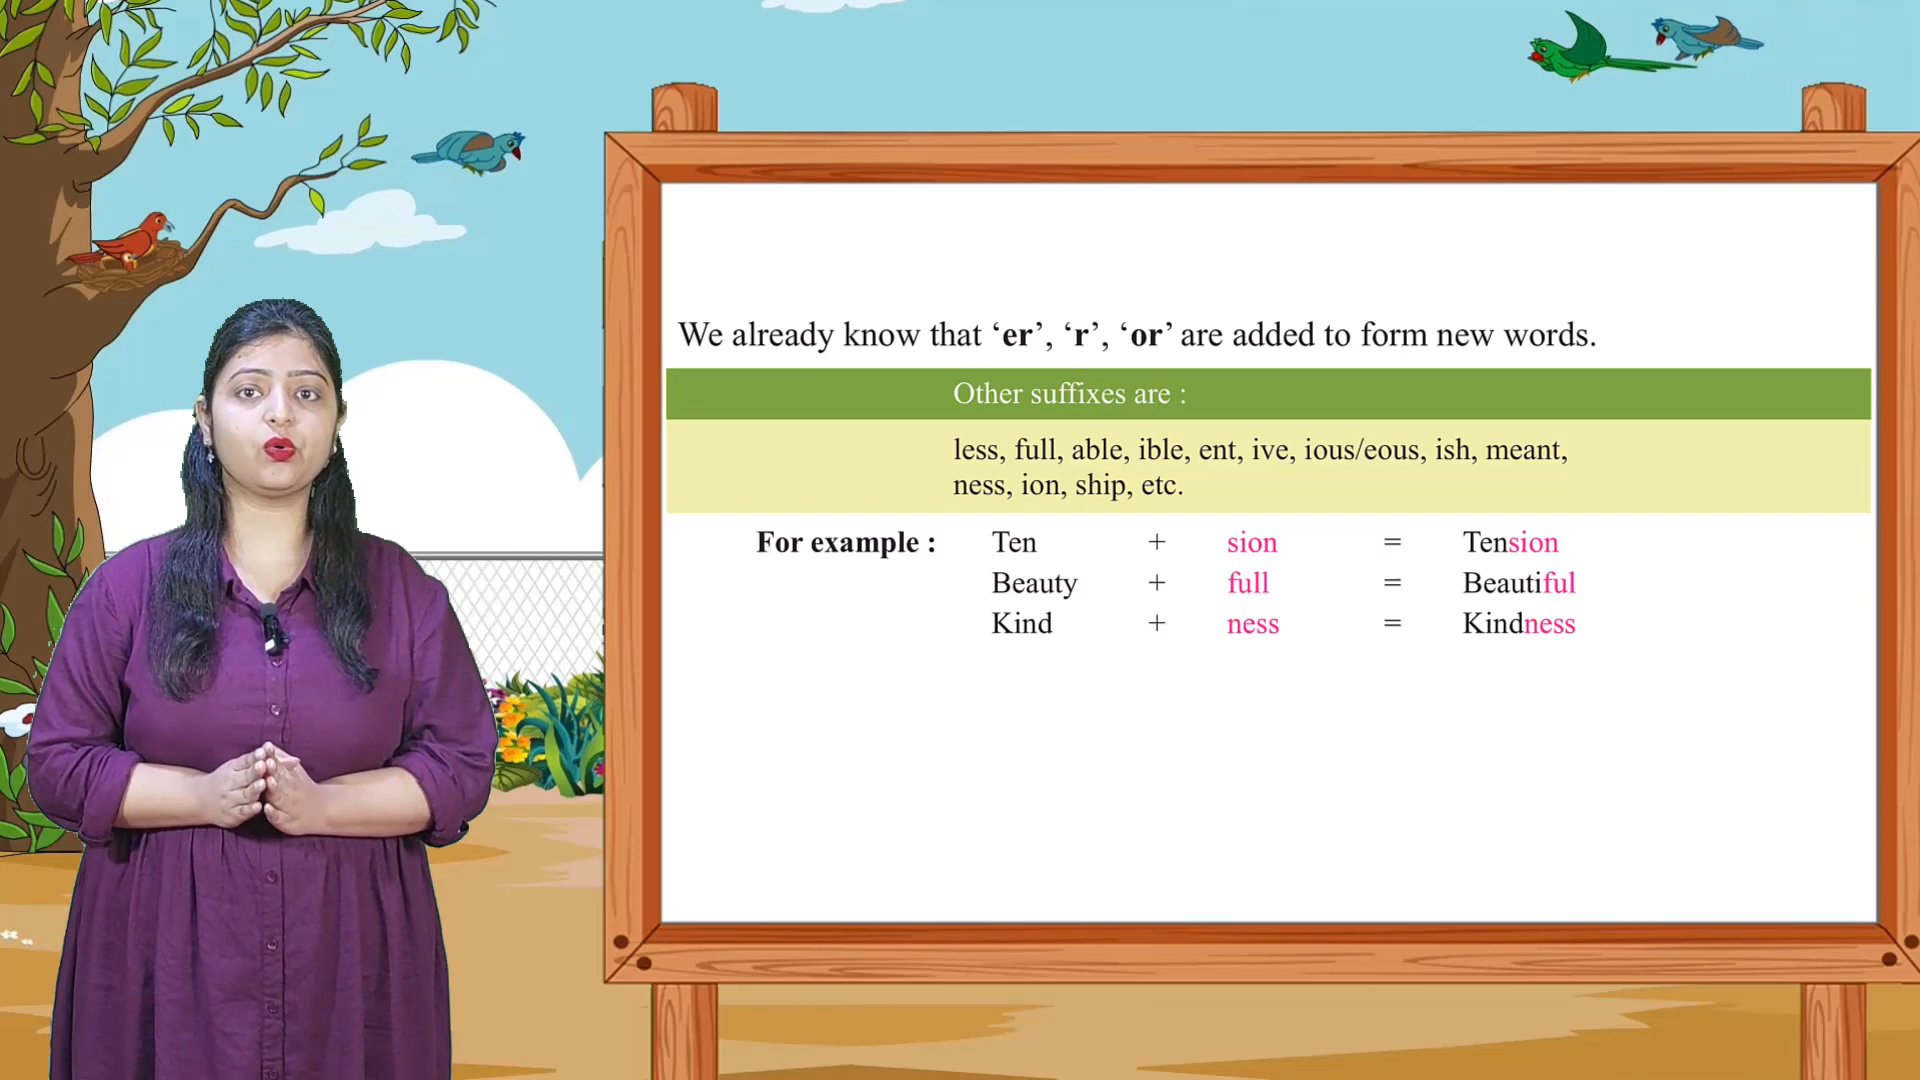 We already know that ‘er’, ‘r’, ‘or’ are added to form new words.
Other suffixes are :
less, full, able, ible, ent, ive, ious/eous, ish, meant,
ness, ion, ship, etc.
For example : Ten + sion = Tension
Beauty + full = Beautiful
Kind + ness = Kindness